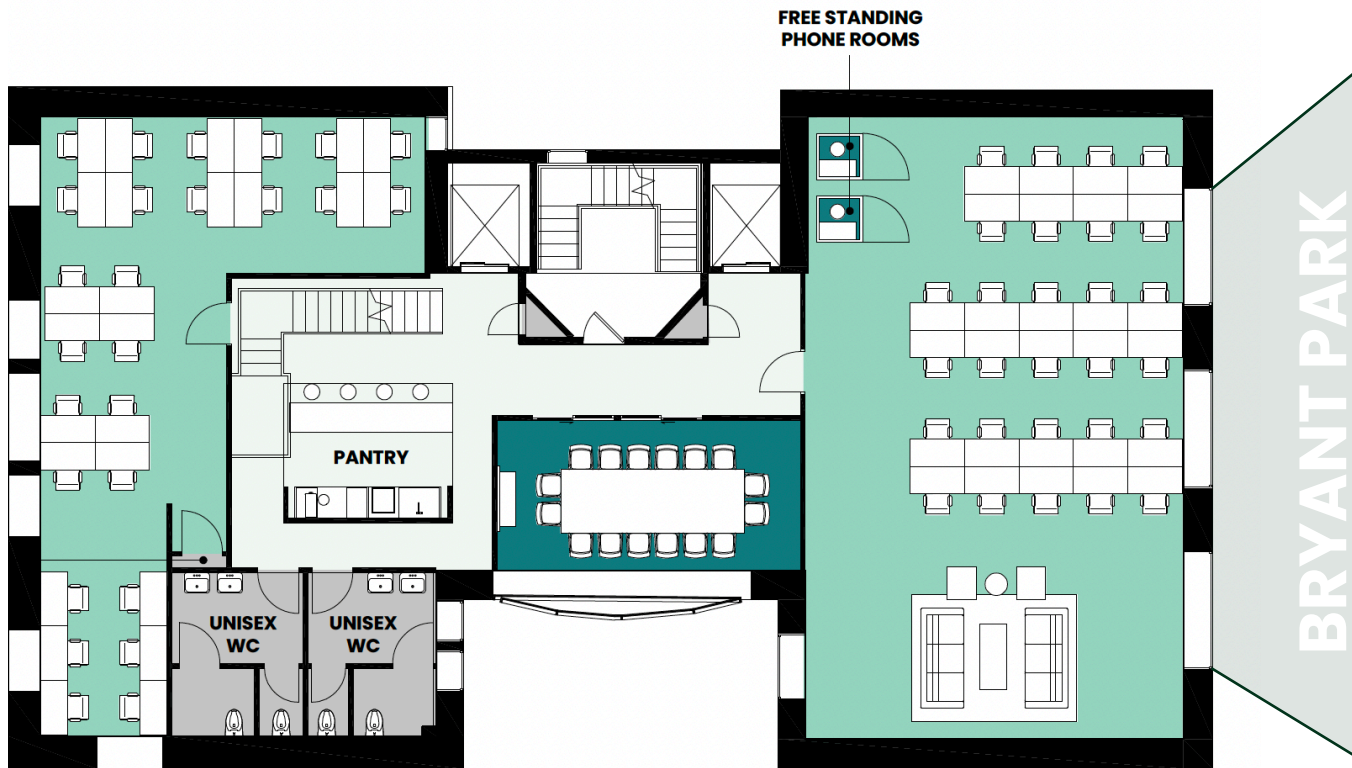 FREE STANDING
PHONE ROOMS
PANTRY
UNISEX
WC
UNISEX
WC
BRYANT PARK